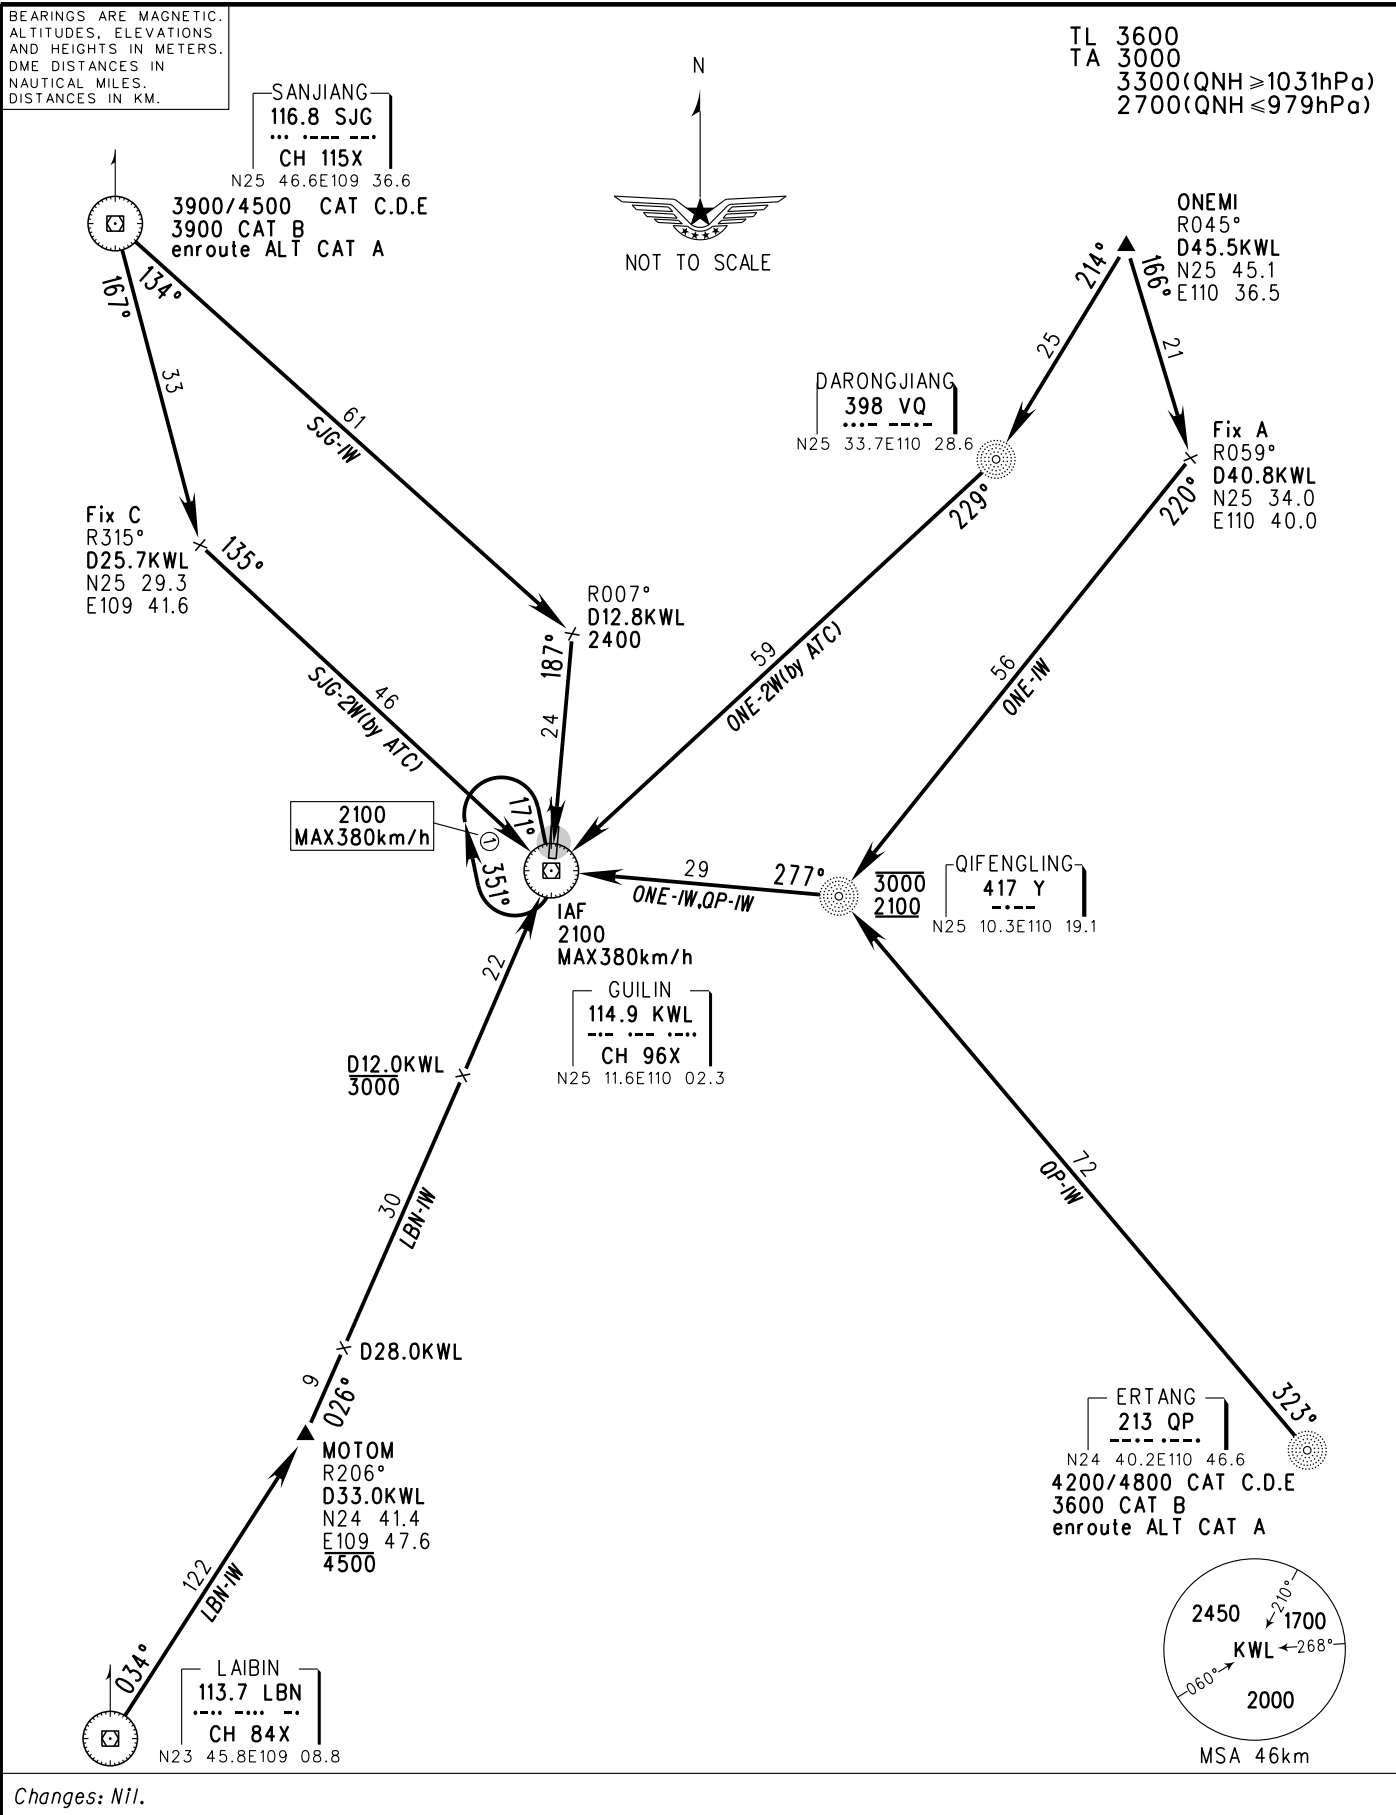 BEARINGS ARE MAGNETIC.
ALTITUDES, ELEVATIONS
AND HEIGHTS IN METERS.
DME DISTANCES IN
NAUTICAL MILES.
DISTANCES IN KM.
TL 3600
TA 3000
3300(QNH≥1031hPa)
2700(QNH≤979hPa)
N
NOT TO SCALE
SANJIANG
116.8 SJG
CH 115X
N25 46.6E109 36.6
3900/4500 CAT C.D.E
3900 CAT B
enroute ALT CAT A
167°
134°
33
61
SJG-1W
ONEMI
R045°
D45.5KWL
N25 45.1
E110 36.5
214°
166°
25
21
DARONGJIANG
398 VQ
N25 33.7E110 28.6
229°
Fix A
R059°
D40.8KWL
N25 34.0
E110 40.0
220°
Fix C
R315°
D25.7KWL
N25 29.3
E109 41.6
135°
R007°
D12.8KWL
2400
187°
24
46
SJG-2W(by ATC)
59
ONE-2W(by ATC)
56
ONE-1W
2100
MAX380km/h
①
171°
351°
IAF
2100
MAX380km/h
29
277°
ONE-1W,QP-1W
3000
2100
QIFENGLING
417 Y
N25 10.3E110 19.1
GUILIN
114.9 KWL
CH 96X
N25 11.6E110 02.3
22
D12.0KWL
3000
30
LBN-1W
D28.0KWL
9
026°
MOTOM
R206°
D33.0KWL
N24 41.4
E109 47.6
4500
72
QP-1W
323°
ERTANG
213 QP
N24 40.2E110 46.6
4200/4800 CAT C.D.E
3600 CAT B
enroute ALT CAT A
122
LBN-1W
034°
LAIBIN
113.7 LBN
CH 84X
N23 45.8E109 08.8
2450
210°
1700
KWL
268°
060°
2000
MSA 46km
Changes: Nil.